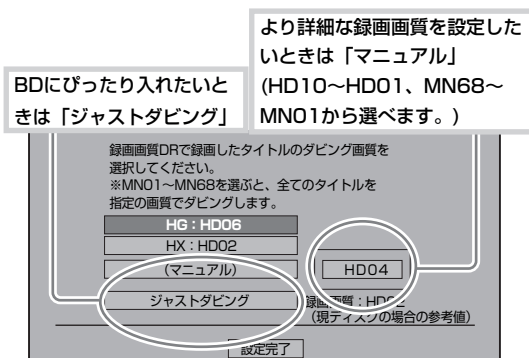 より詳細な録画画質を設定した
いときは「マニュアル」
(HD10～HD01、MN68～
MN01から選べます。)
BDにぴったり入れたいと
きは「ジャストダビング」
録画画質DRで録画したタイトルのダビング画質を
選択してください。
※MN01～MN68を選ぶと、全てのタイトルを
指定の画質でダビングします。
HG：HD06
HX：HD02
(マニュアル)
HD04
ジャストダビング
録画画質：HD02
(現ディスクの場合の参考値)
設定完了